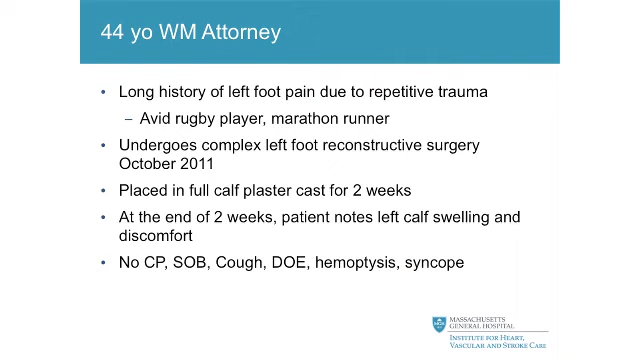 44 yo WM Attorney
• Long history of left foot pain due to repetitive trauma
– Avid rugby player, marathon runner
• Undergoes complex left foot reconstructive surgery
October 2011
• Placed in full calf plaster cast for 2 weeks
• At the end of 2 weeks, patient notes left calf swelling and
discomfort
• No CP, SOB, Cough, DOE, hemoptysis, syncope
MASSACHUSETTS
GENERAL HOSPITAL
INSTITUTE FOR HEART,
VASCULAR AND STROKE CARE